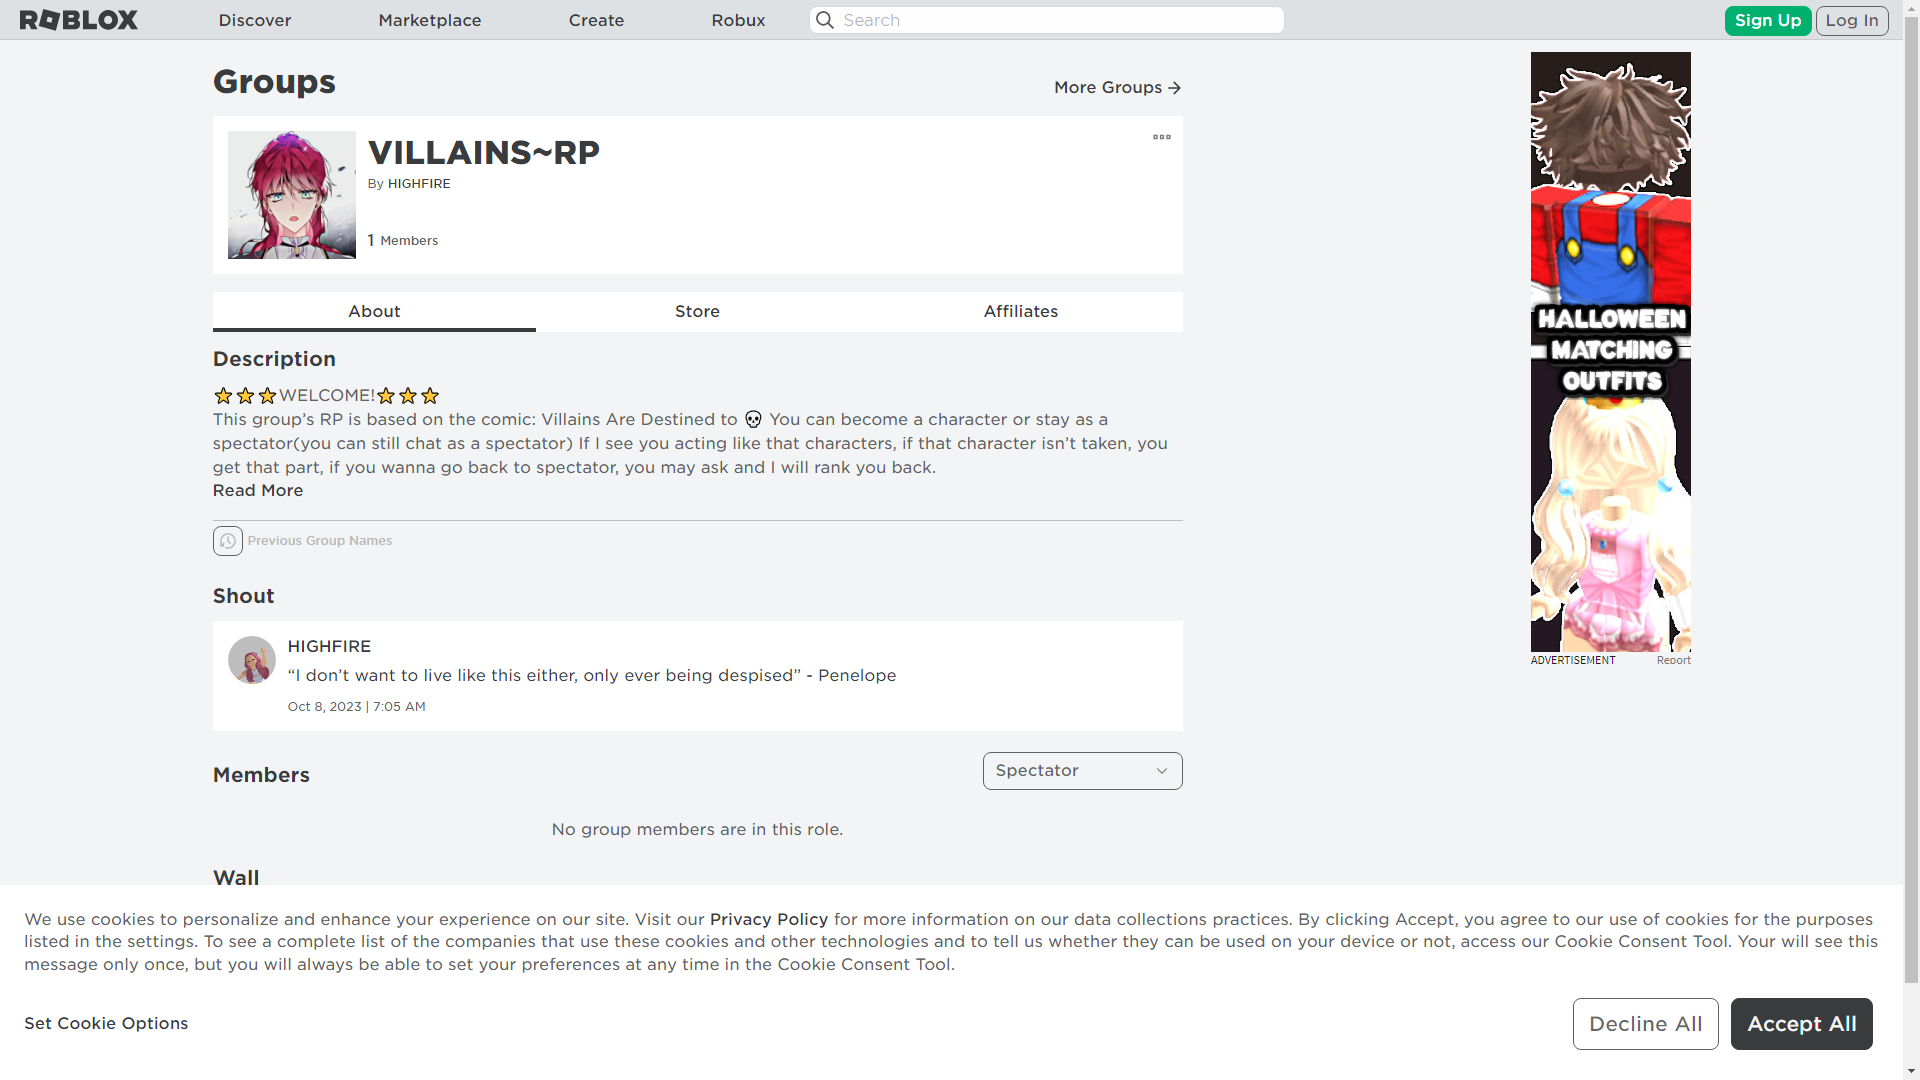 ROBLOX
Discover
Marketplace
Create
Robux
Search
Sign Up
Log In
Groups
More Groups
VILLAINS~RP
By HIGHFIRE
1 Members
About
Store
Affiliates
Description
⭐⭐⭐WELCOME!⭐⭐⭐
This group’s RP is based on the comic: Villains Are Destined to 💀 You can become a character or stay as a
spectator(you can still chat as a spectator) If I see you acting like that characters, if that character isn’t taken, you
get that part, if you wanna go back to spectator, you may ask and I will rank you back.
Read More
Previous Group Names
Shout
HIGHFIRE
“I don’t want to live like this either, only ever being despised” - Penelope
Oct 8, 2023 | 7:05 AM
Members
Spectator
No group members are in this role.
Wall
HALLOWEEN
MATCHING
OUTFITS
ADVERTISEMENT
Report
We use cookies to personalize and enhance your experience on our site. Visit our Privacy Policy for more information on our data collections practices. By clicking Accept, you agree to our use of cookies for the purposes
listed in the settings. To see a complete list of the companies that use these cookies and other technologies and to tell us whether they can be used on your device or not, access our Cookie Consent Tool. Your will see this
message only once, but you will always be able to set your preferences at any time in the Cookie Consent Tool.
Set Cookie Options
Decline All
Accept All